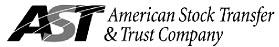 AST American Stock Transfer
& Trust Company